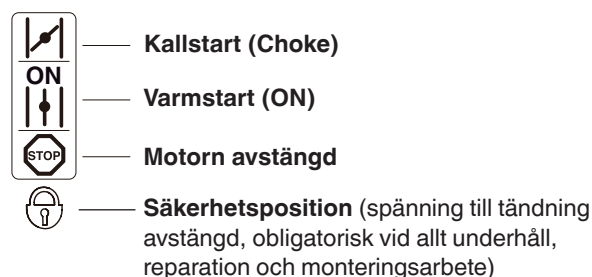 Kallstart (Choke)
ON
Varmstart (ON)
STOP
Motorn avstängd
Säkerhetsposition (spänning till tändning
avstängd, obligatorisk vid allt underhåll,
reparation och monteringsarbete)